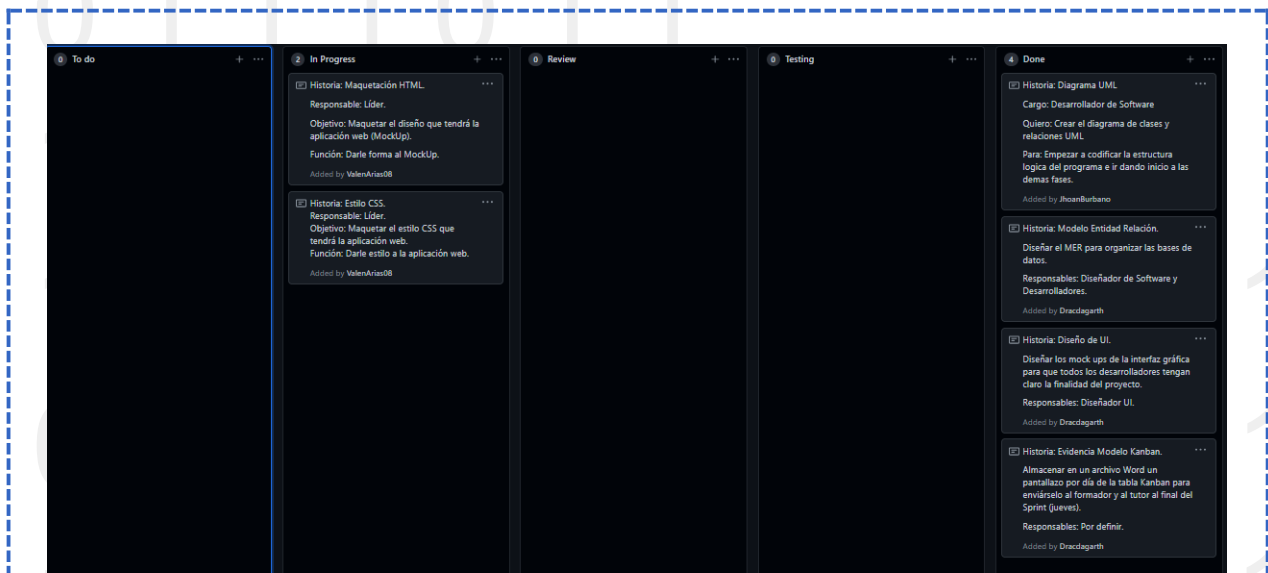 0 To do
2 In Progress
Historia: Maquetación HTML.
Responsable: Líder.
Objetivo: Maquetar el diseño que tendrá la
aplicación web (MockUp).
Función: Darle forma al MockUp.
Added by ValenArias08
Historia: Estilo CSS.
Responsable: Líder.
Objetivo: Maquetar el estilo CSS que
tendrá la aplicación web.
Función: Darle estilo a la aplicación web.
Added by ValenArias08
0 Review
0 Testing
4 Done
Historia: Diagrama UML
Cargo: Desarrollador de Software
Quiero: Crear el diagrama de clases y
relaciones UML
Para: Empezar a codificar la estructura
logica del programa e ir dando inicio a las
demas fases.
Added by JhoanBurbano
Historia: Modelo Entidad Relación.
Diseñar el MER para organizar las bases de
datos.
Responsables: Diseñador de Software y
Desarrolladores.
Added by Dracdagarth
Historia: Diseño de UI.
Diseñar los mock ups de la interfaz gráfica
para que todos los desarrolladores tengan
claro la finalidad del proyecto.
Responsables: Diseñador UI.
Added by Dracdagarth
Historia: Evidencia Modelo Kanban.
Almacenar en un archivo Word un
pantallazo por día de la tabla Kanban para
enviárselo al formador y al tutor al final del
Sprint (jueves).
Responsables: Por definir.
Added by Dracdagarth